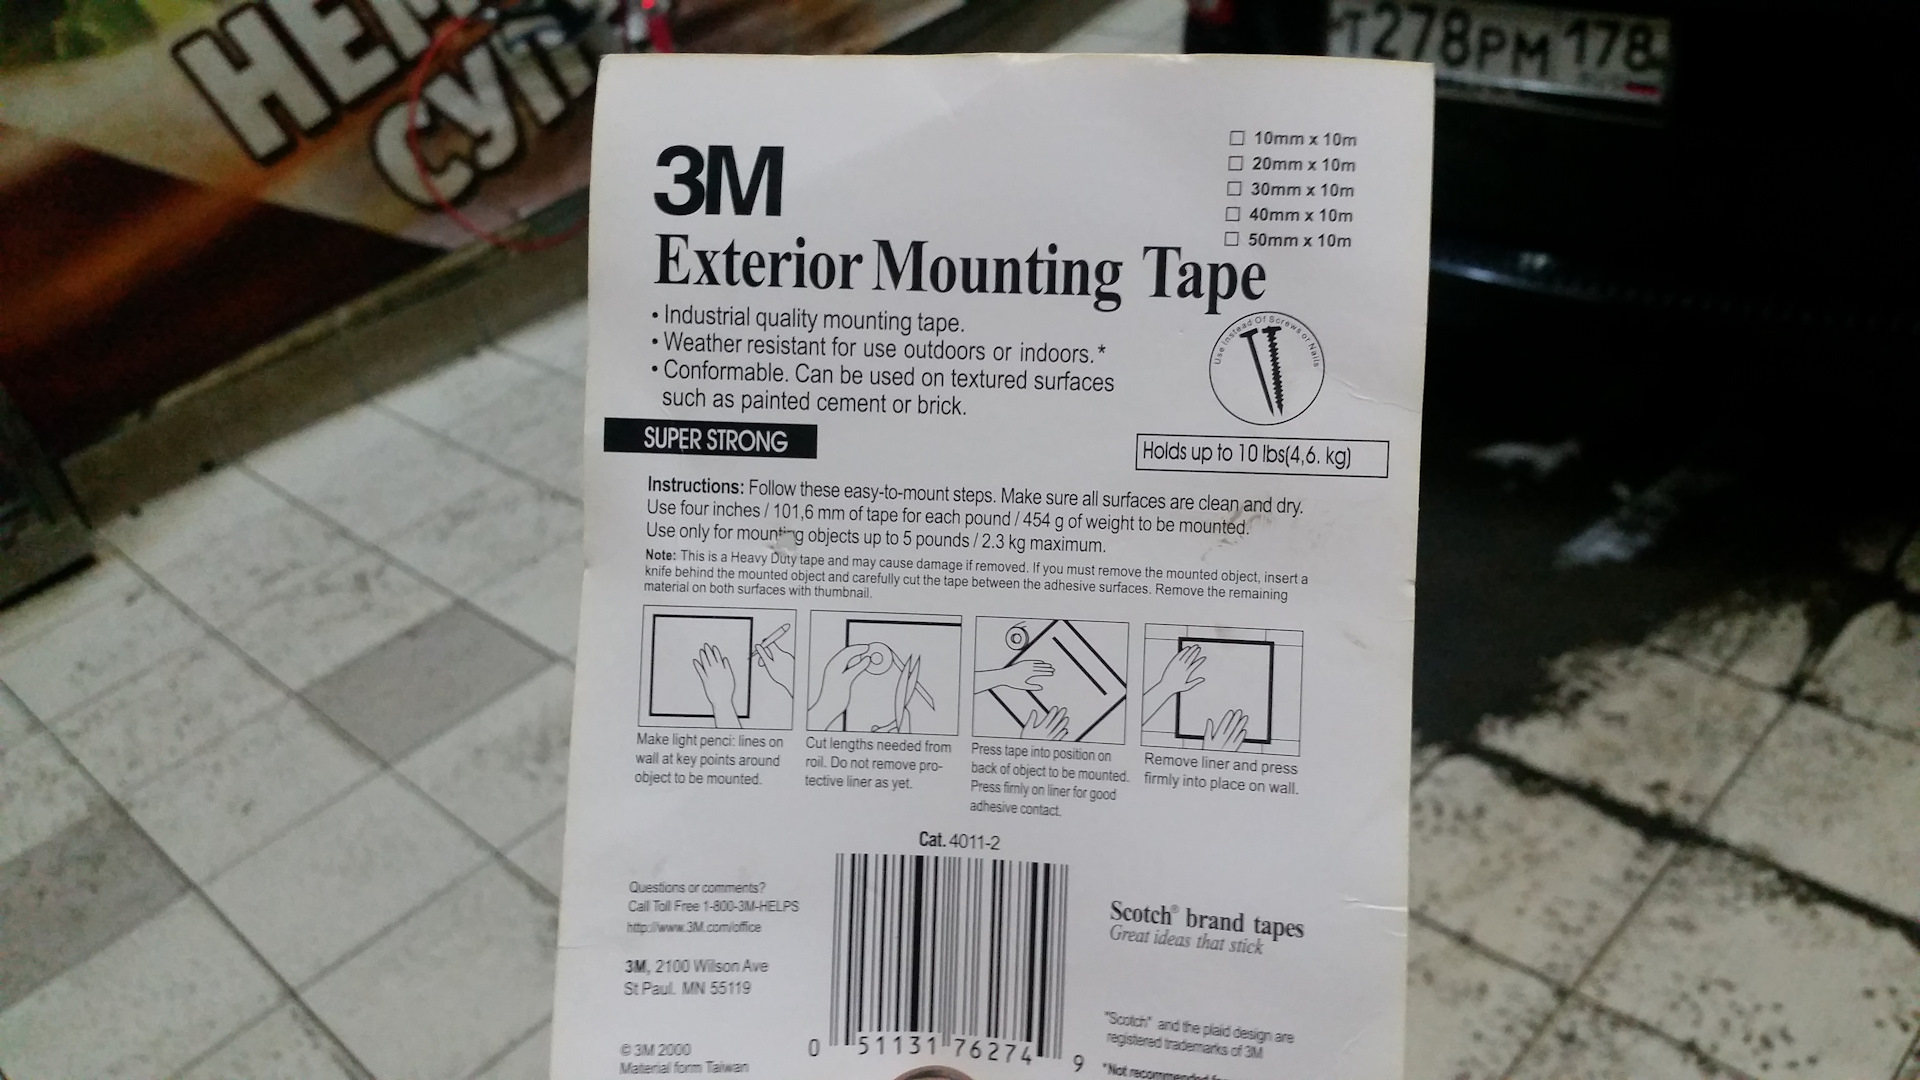 НЕМ
СУП
Т278РМ 178
3M
10mm x 10m
20mm x 10m
30mm x 10m
40mm x 10m
50mm x 10m
Exterior Mounting Tape
• Industrial quality mounting tape.
• Weather resistant for use outdoors or indoors.*
• Conformable. Can be used on textured surfaces
such as painted cement or brick.
Use Instead Of Screws or Nails
SUPER STRONG
Holds up to 10 lbs(4,6. kg)
Instructions: Follow these easy-to-mount steps. Make sure all surfaces are clean and dry.
Use four inches / 101,6 mm of tape for each pound / 454 g of weight to be mounted.
Use only for mounting objects up to 5 pounds / 2.3 kg maximum.
Note: This is a Heavy Duty tape and may cause damage if removed. If you must remove the mounted object, insert a
knife behind the mounted object and carefully cut the tape between the adhesive surfaces. Remove the remaining
material on both surfaces with thumbnail.
Make light penci: lines on
wall at key points around
object to be mounted.
Cut lengths needed from
roil. Do not remove pro-
tective liner as yet.
Press tape into position on
back of object to be mounted.
Press firnly on liner for good
adhesive contact.
Remove liner and press
firmly into place on wall.
Cat. 4011-2
Questions or comments?
Call Toll Free 1-800-3M-HELPS
http://www.3M.com/office
3M, 2100 Wilson Ave
St Paul. MN 55119
© 3M 2000
Material form Taiwan
0 51131 76274 9
Scotch® brand tapes
Great ideas that stick
"Scotch" and the plaid design are
registered trademarks of 3M
*Not recommended